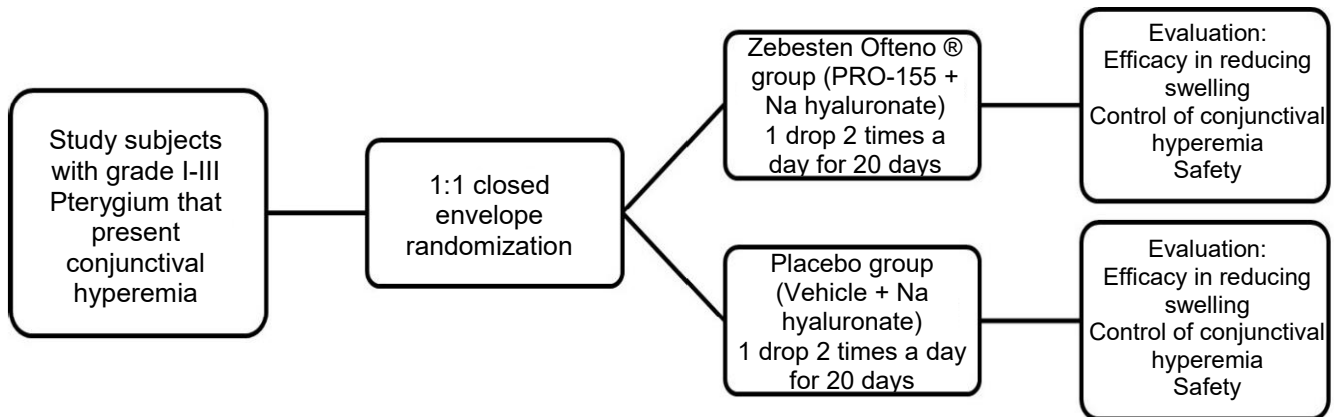 Study subjects
with grade I-III
Pterygium that
present
conjunctival
hyperemia
1:1 closed
envelope
randomization
Zebesten Ofteno ®
group (PRO-155 +
Na hyaluronate)
1 drop 2 times a
day for 20 days
Evaluation:
Efficacy in reducing
swelling
Control of conjunctival
hyperemia
Safety
Placebo group
(Vehicle + Na
hyaluronate)
1 drop 2 times a day
for 20 days
Evaluation:
Efficacy in reducing
swelling
Control of conjunctival
hyperemia
Safety